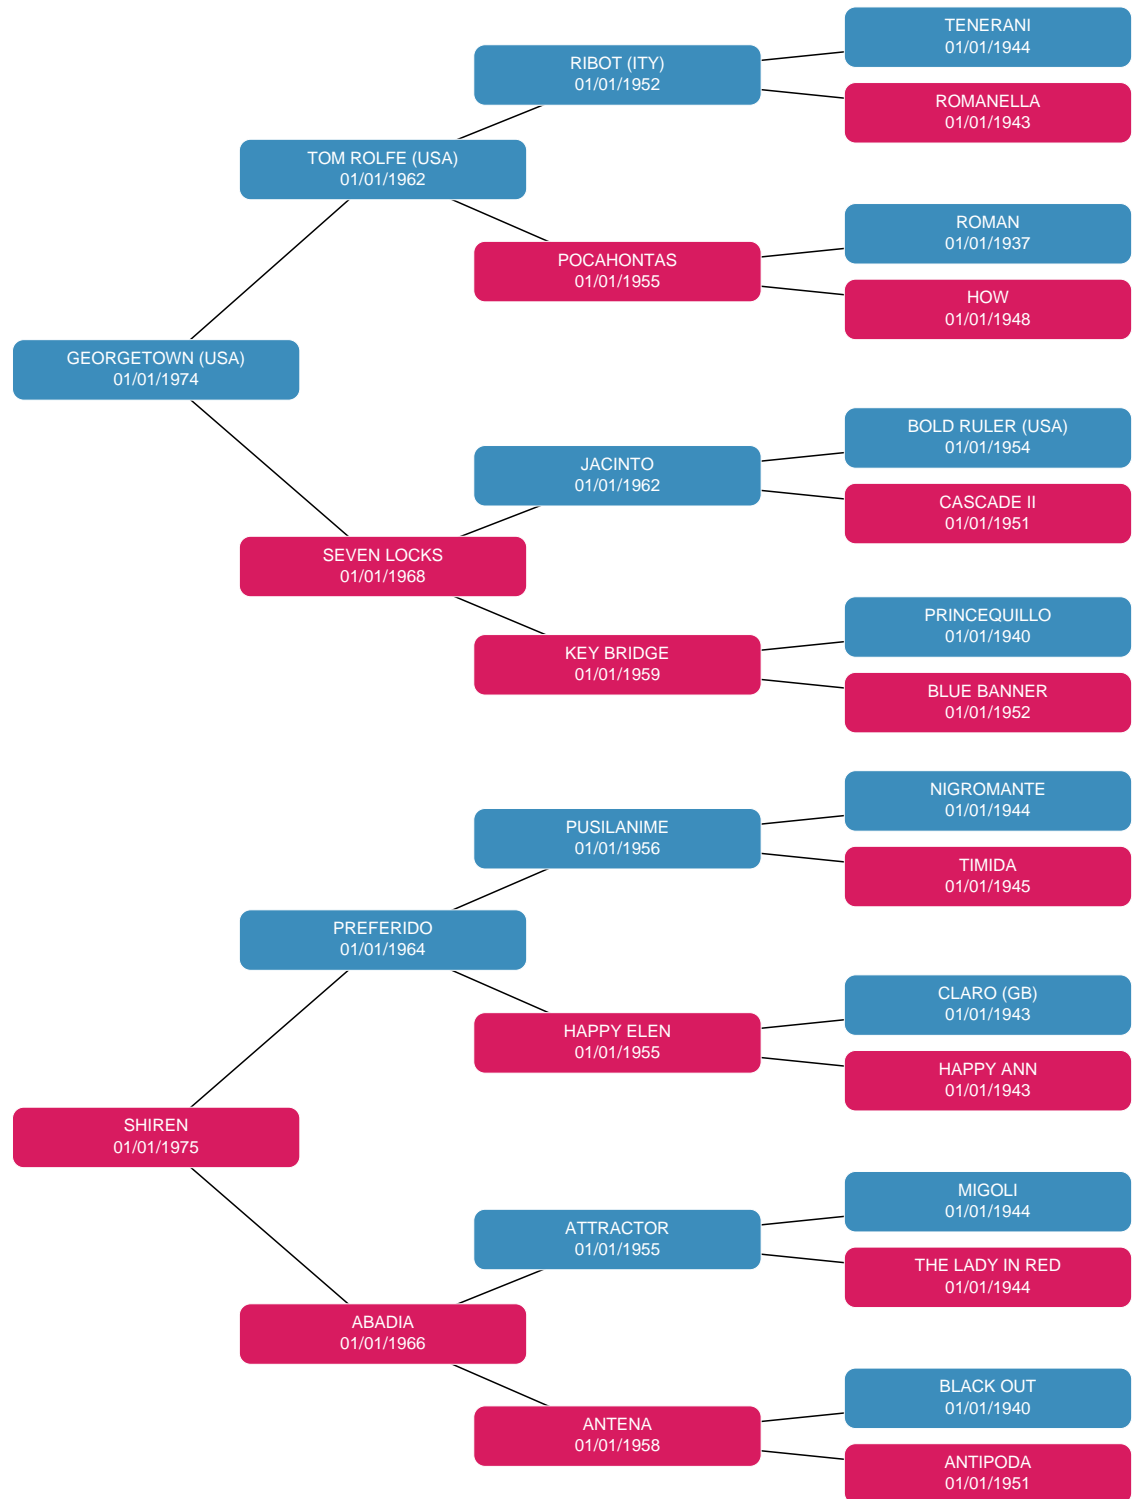 TENERANI
01/01/1944
RIBOT (ITY)
01/01/1952
ROMANELLA
01/01/1943
TOM ROLFE (USA)
01/01/1962
ROMAN
01/01/1937
POCAHONTAS
01/01/1955
HOW
01/01/1948
GEORGETOWN (USA)
01/01/1974
BOLD RULER (USA)
01/01/1954
JACINTO
01/01/1962
CASCADE II
01/01/1951
SEVEN LOCKS
01/01/1968
PRINCEQUILLO
01/01/1940
KEY BRIDGE
01/01/1959
BLUE BANNER
01/01/1952
NIGROMANTE
01/01/1944
PUSILANIME
01/01/1956
TIMIDA
01/01/1945
PREFERIDO
01/01/1964
CLARO (GB)
01/01/1943
HAPPY ELEN
01/01/1955
HAPPY ANN
01/01/1943
SHIREN
01/01/1975
MIGOLI
01/01/1944
ATTRACTOR
01/01/1955
THE LADY IN RED
01/01/1944
ABADIA
01/01/1966
BLACK OUT
01/01/1940
ANTENA
01/01/1958
ANTIPODA
01/01/1951